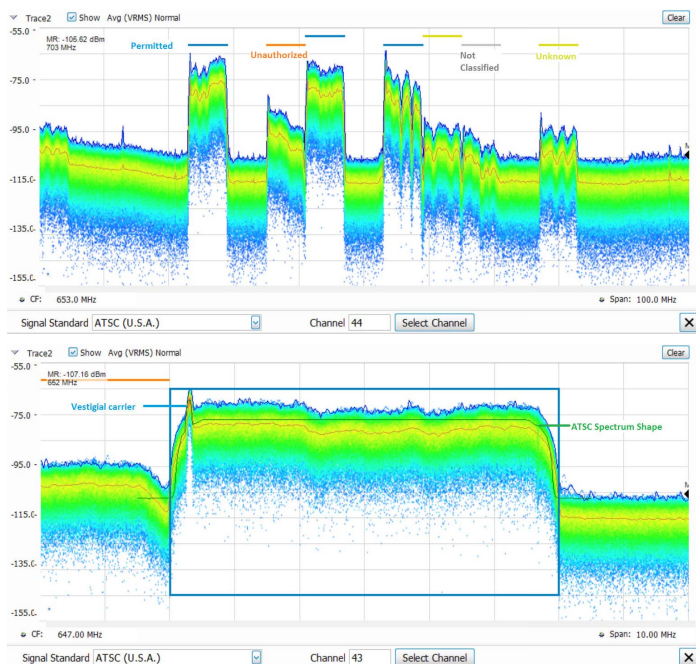 Trace2 Show Avg (VRMS) Normal Clear
-55.0
MR: -105.62 dBm
703 MHz
Permitted
Unauthorized
Not
Classified
Unknown
-75.0
-95.0
M
-115.0
-135.0
-155.0
CF: 653.0 MHz Span: 100.0 MHz
Signal Standard ATSC (U.S.A.) Channel 44 Select Channel X
Trace2 Show Avg (VRMS) Normal Clear
-55.0
MR: -107.16 dBm
652 MHz
Vestigial carrier
-75.0
ATSC Spectrum Shape
-95.0
M
-115.0
-135.0
-155.0
CF: 647.00 MHz Span: 10.00 MHz
Signal Standard ATSC (U.S.A.) Channel 43 Select Channel X